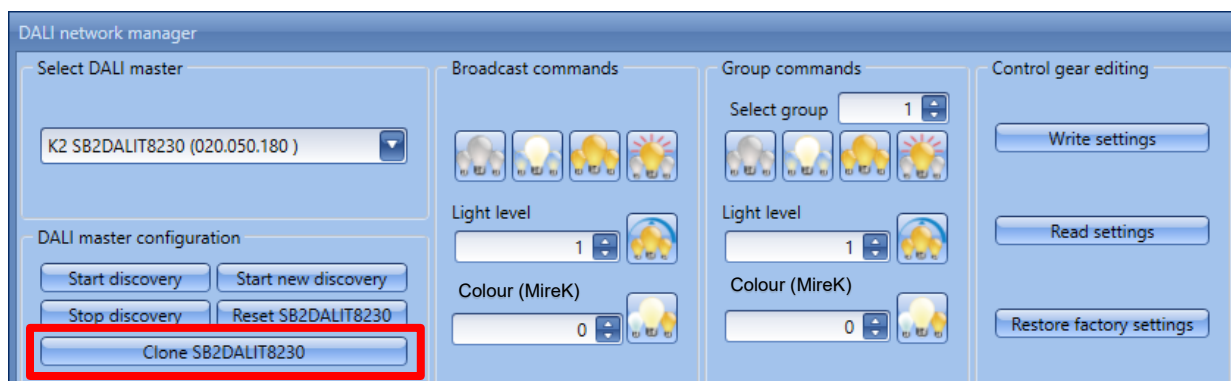 DALI network manager
Select DALI master
K2 SB2DALIT8230 (020.050.180 )
DALI master configuration
Start discovery
Start new discovery
Stop discovery
Reset SB2DALIT8230
Clone SB2DALIT8230
Broadcast commands
Light level
1
Colour (MireK)
0
Group commands
Select group
1
Light level
1
Colour (MireK)
0
Control gear editing
Write settings
Read settings
Restore factory settings